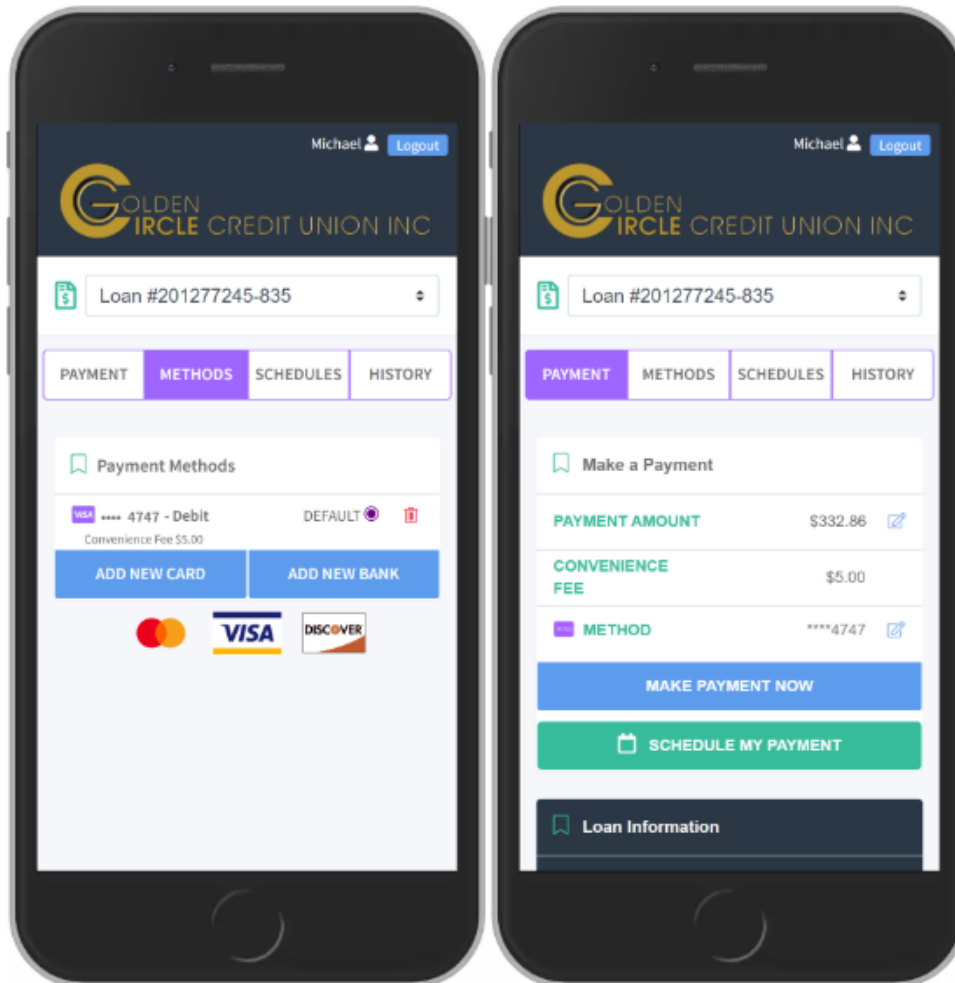 Michael Logout
GOLDEN
CIRCLE CREDIT UNION INC
Loan #201277245-835
PAYMENT METHODS SCHEDULES HISTORY
Payment Methods
VISA •••• 4747 - Debit DEFAULT
Convenience Fee $5.00
ADD NEW CARD ADD NEW BANK
VISA DISCOVER
Michael Logout
GOLDEN
CIRCLE CREDIT UNION INC
Loan #201277245-835
PAYMENT METHODS SCHEDULES HISTORY
Make a Payment
PAYMENT AMOUNT $332.86
CONVENIENCE
FEE $5.00
METHOD ****4747
MAKE PAYMENT NOW
SCHEDULE MY PAYMENT
Loan Information